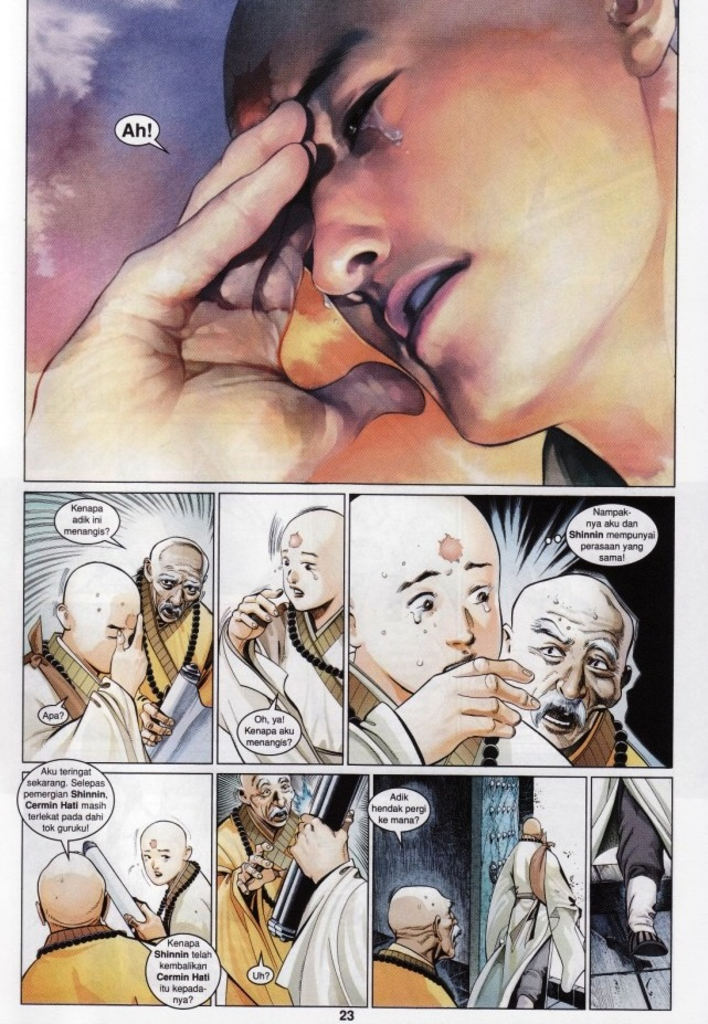 Ah!
Kenapa
adik ini
menangis?
Apa?
Oh, ya!
Kenapa aku
menangis?
Nampak-
nya aku dan
Shinnin mempunyai
perasaan yang
sama!
Aku teringat
sekarang. Selepas
pemergian Shinnin,
Cermin Hati masih
terlekat pada dahi
tok guruku!
Kenapa
Shinnin telah
kembalikan
Cermin Hati
itu kepada-
nya?
Uh?
Adik
hendak pergi
ke mana?
23